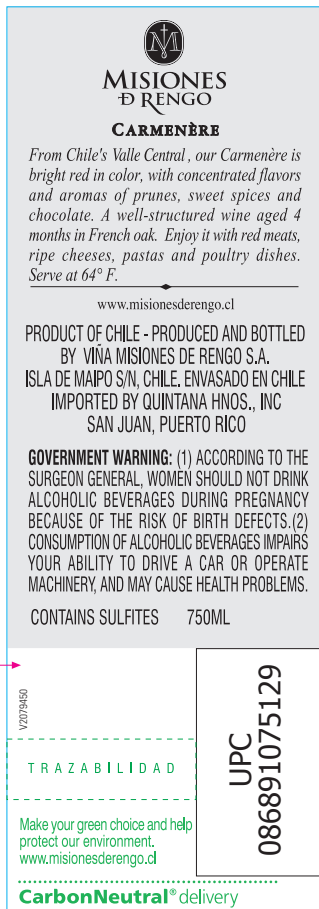 M
MISIONES
D RENGO
CARMENÈRE
From Chile's Valle Central , our Carmenère is
bright red in color, with concentrated flavors
and aromas of prunes, sweet spices and
chocolate. A well-structured wine aged 4
months in French oak. Enjoy it with red meats,
ripe cheeses, pastas and poultry dishes.
Serve at 64° F.
www.misionesderengo.cl
PRODUCT OF CHILE - PRODUCED AND BOTTLED
BY VIÑA MISIONES DE RENGO S.A.
ISLA DE MAIPO S/N, CHILE. ENVASADO EN CHILE
IMPORTED BY QUINTANA HNOS., INC
SAN JUAN, PUERTO RICO
GOVERNMENT WARNING: (1) ACCORDING TO THE
SURGEON GENERAL, WOMEN SHOULD NOT DRINK
ALCOHOLIC BEVERAGES DURING PREGNANCY
BECAUSE OF THE RISK OF BIRTH DEFECTS.(2)
CONSUMPTION OF ALCOHOLIC BEVERAGES IMPAIRS
YOUR ABILITY TO DRIVE A CAR OR OPERATE
MACHINERY, AND MAY CAUSE HEALTH PROBLEMS.
CONTAINS SULFITES 750ML
V2079450
TRAZABILIDAD
UPC
086891075129
Make your green choice and help
protect our environment.
www.misionesderengo.cl
CarbonNeutral® delivery